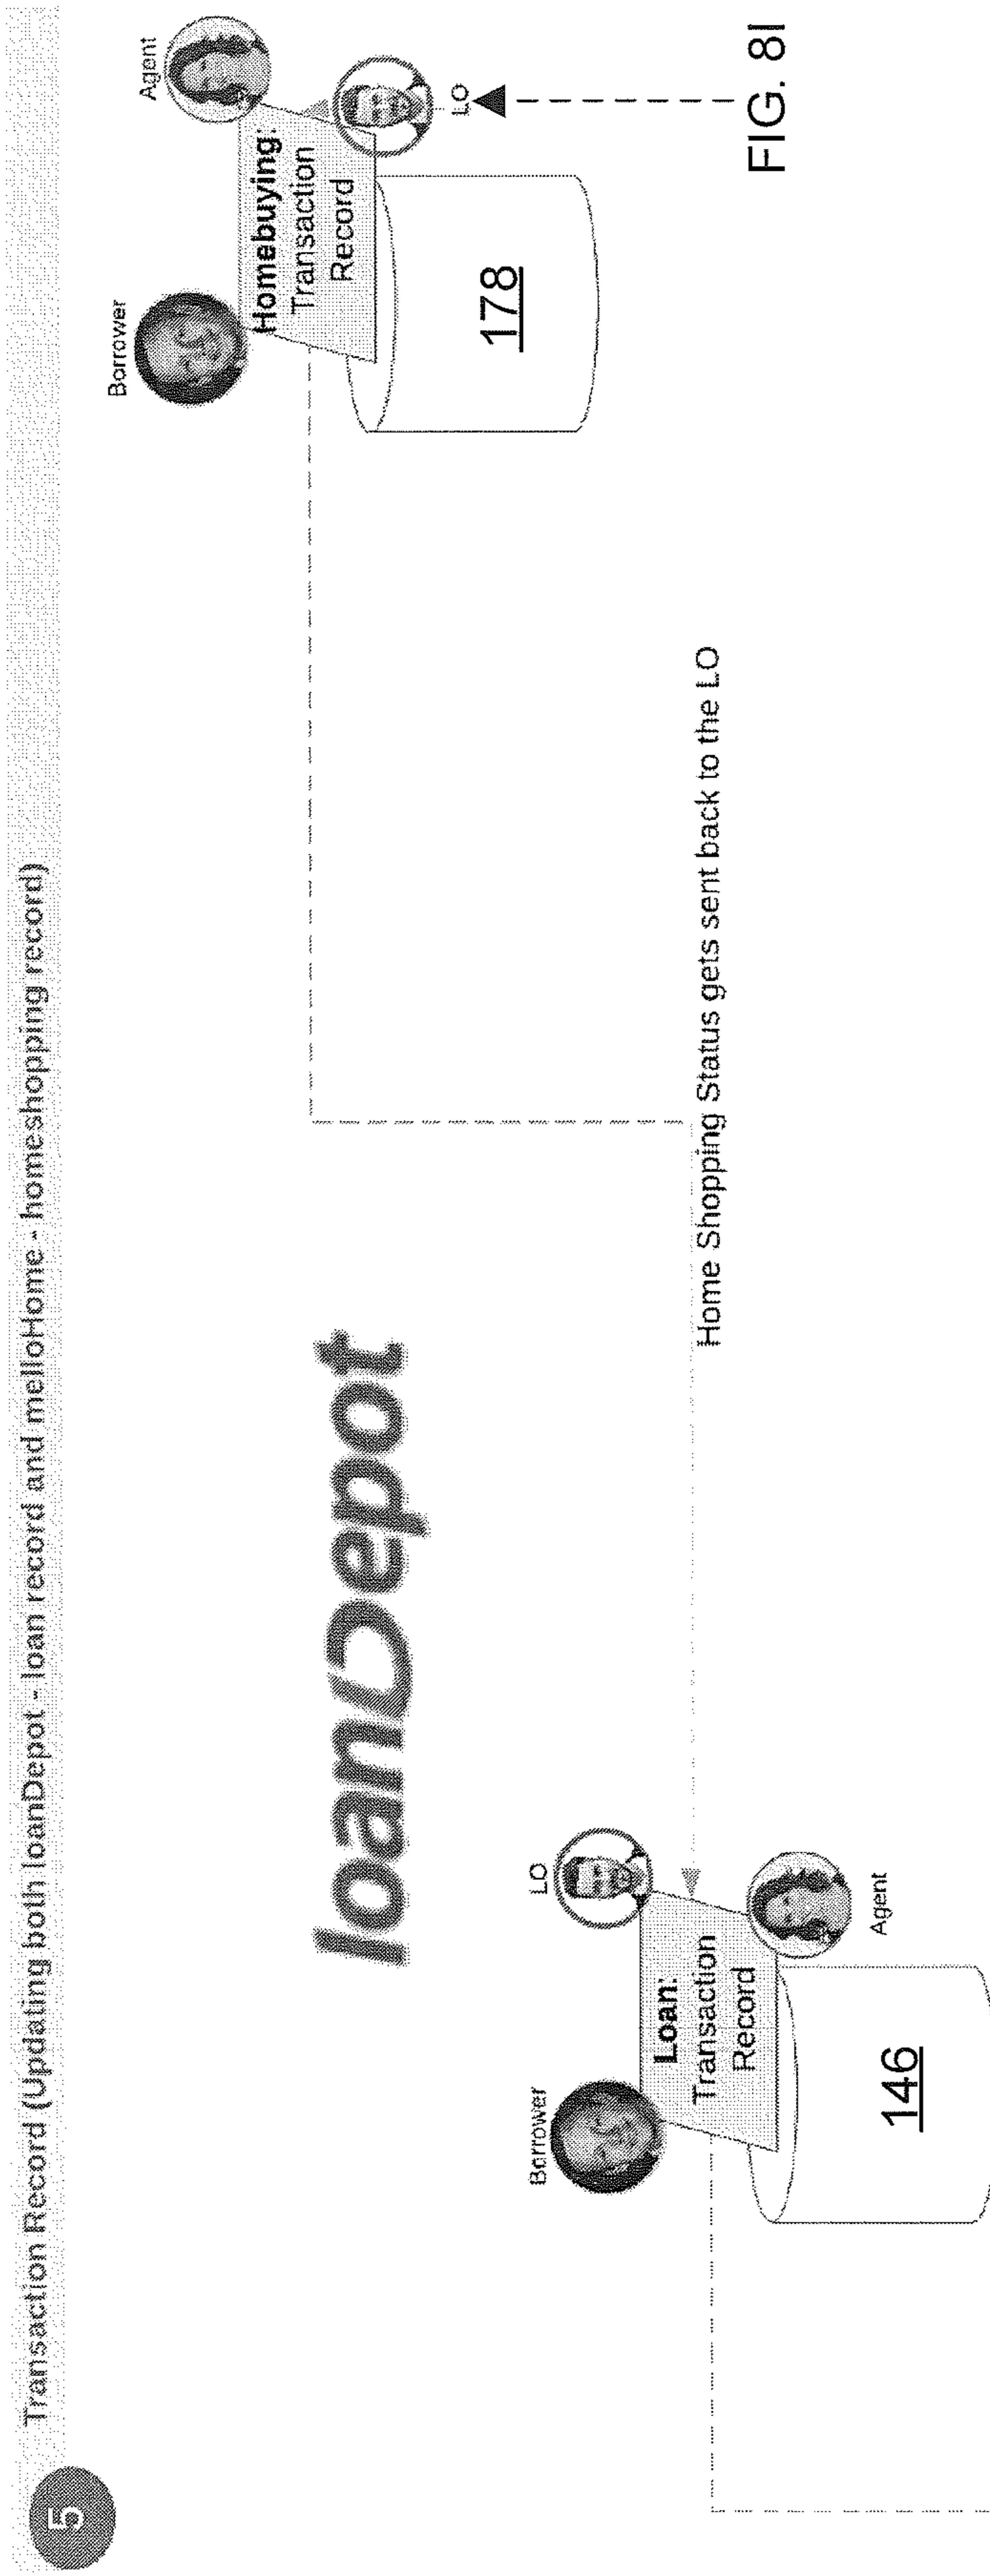 5
Transaction Record (Updating both loanDepot - loan record and melloHome - homeshopping record)
Borrower
Agent
Homebuying:
Transaction
Record
LO
178
loanDepot
Home Shopping Status gets sent back to the LO
FIG. 8I
Borrower
LO
Loan:
Transaction
Record
Agent
146